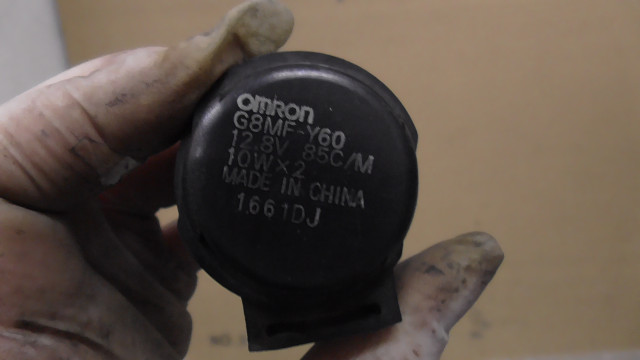 omron
G8MF-Y60
12.8V 85C/M
10W×2
MADE IN CHINA
1661DJ